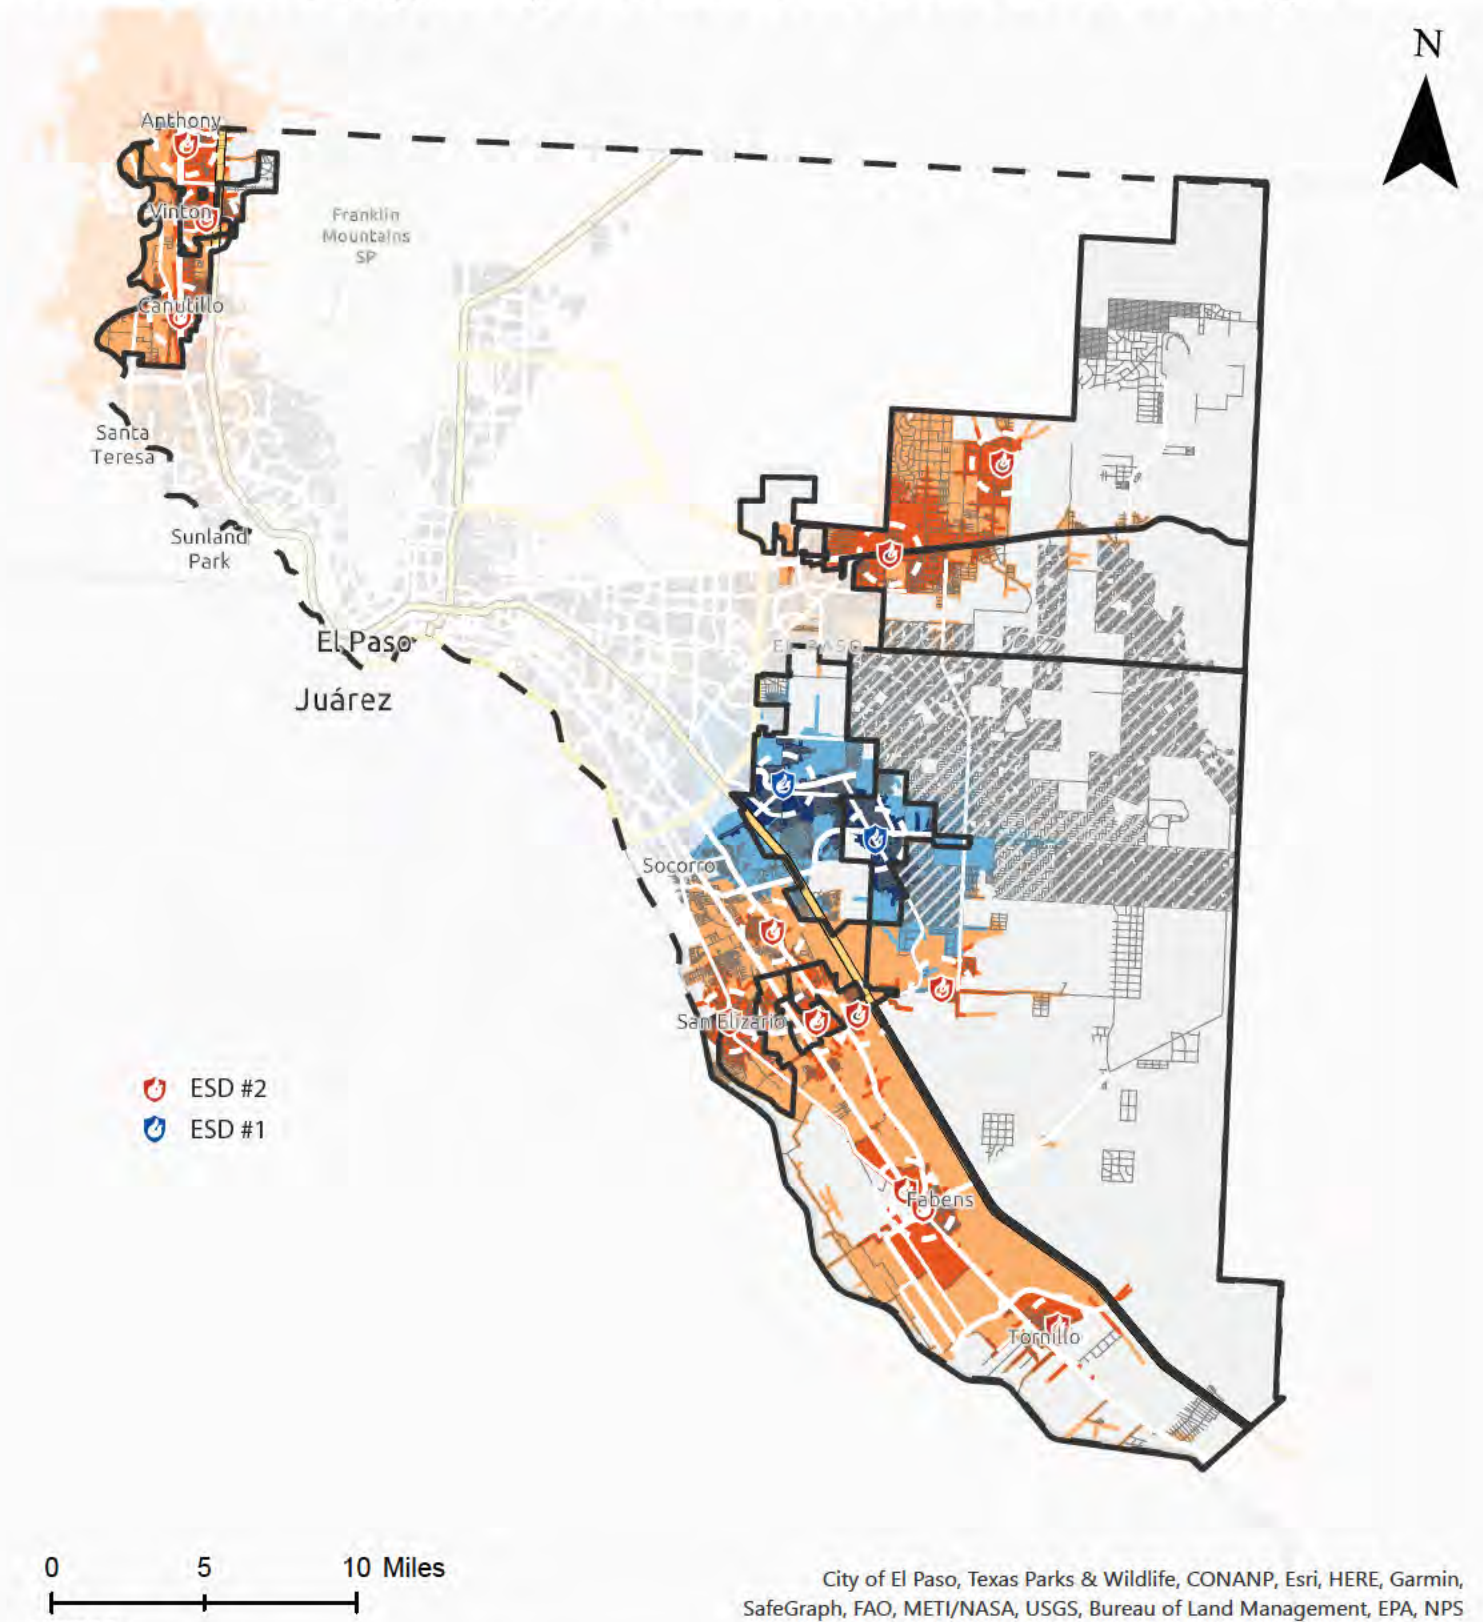 N
Anthony
Vinton
Franklin
Mountains
SP
Canutillo
Santa
Teresa
Sunland
Park
El Paso
EL PASO
Juárez
Socorro
San Elizario
ESD #2
ESD #1
Fabens
Tornillo
0 5 10 Miles
City of El Paso, Texas Parks & Wildlife, CONANP, Esri, HERE, Garmin,
SafeGraph, FAO, METI/NASA, USGS, Bureau of Land Management, EPA, NPS